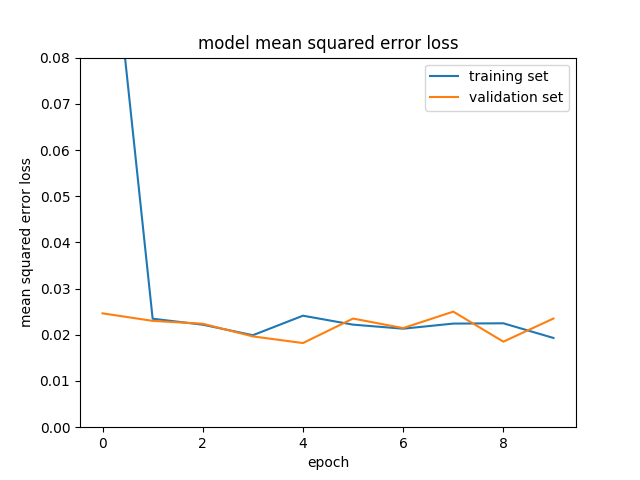 model mean squared error loss
training set
validation set
0.08
0.07
0.06
0.05
0.04
0.03
0.02
0.01
0.00
mean squared error loss
0 2 4 6 8
epoch